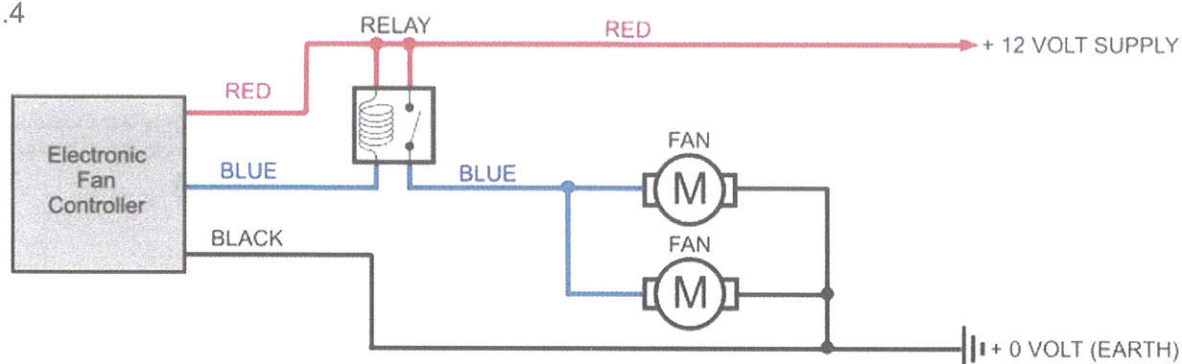 .4
RELAY
RED
+ 12 VOLT SUPPLY
RED
Electronic
Fan
Controller
BLUE
BLUE
FAN
M
BLACK
FAN
M
+ 0 VOLT (EARTH)